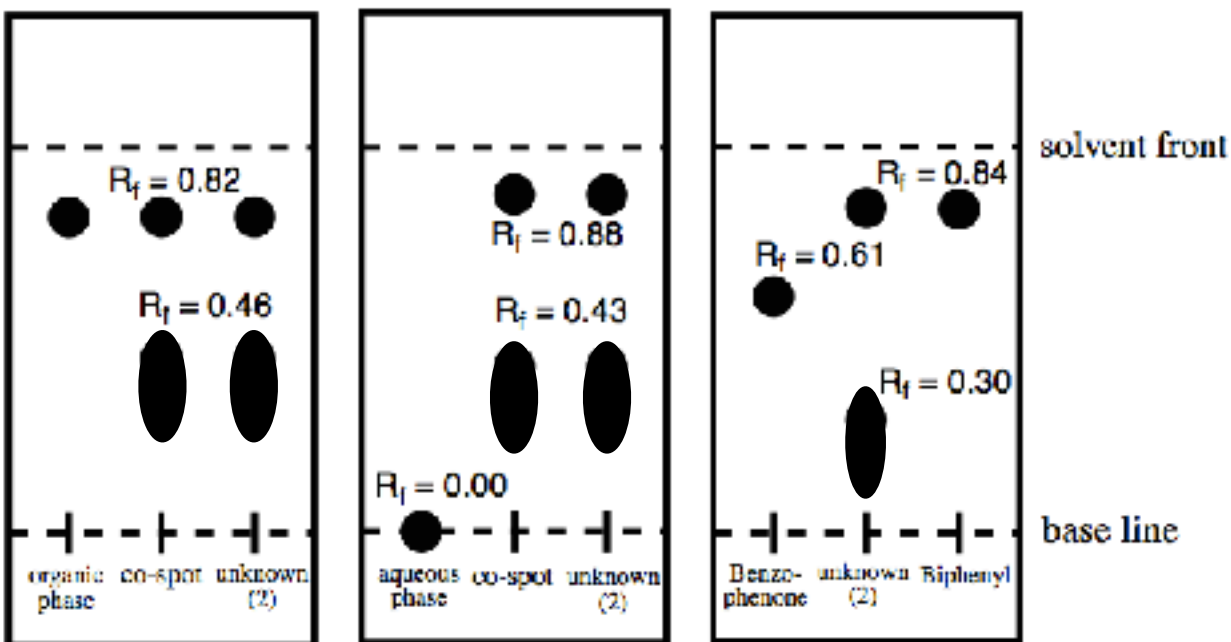 R_f = 0.82
R_f = 0.46
organic phase
co-spot
unknown (2)
R_f = 0.88
R_f = 0.43
R_f = 0.00
aqueous phase
co-spot
unknown (2)
R_f = 0.84
R_f = 0.61
R_f = 0.30
Benzo-
phenone
unknown (2)
Biphenyl
solvent front
base line